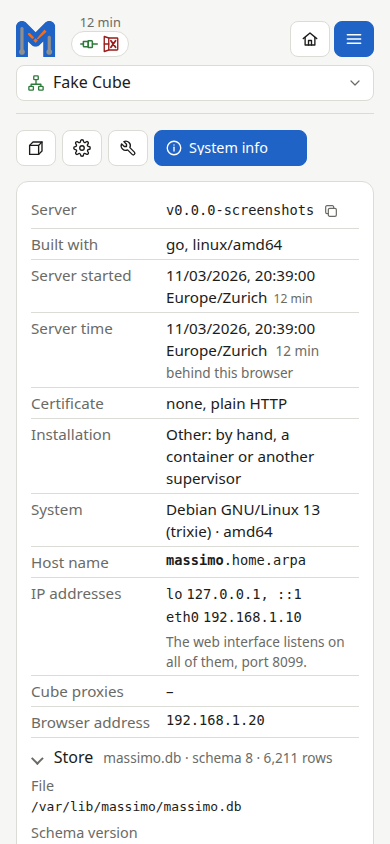 12 min
Fake Cube
System info
Server v0.0.0-screenshots
Built with go, linux/amd64
Server started 11/03/2026, 20:39:00
Europe/Zurich 12 min
Server time 11/03/2026, 20:39:00
Europe/Zurich 12 min
behind this browser
Certificate none, plain HTTP
Installation Other: by hand, a
container or another
supervisor
System Debian GNU/Linux 13
(trixie) · amd64
Host name massimo.home.arpa
IP addresses lo 127.0.0.1, ::1
eth0 192.168.1.10
The web interface listens on
all of them, port 8099.
Cube proxies –
Browser address 192.168.1.20
Store massimo.db · schema 8 · 6,211 rows
File
/var/lib/massimo/massimo.db
Schema version